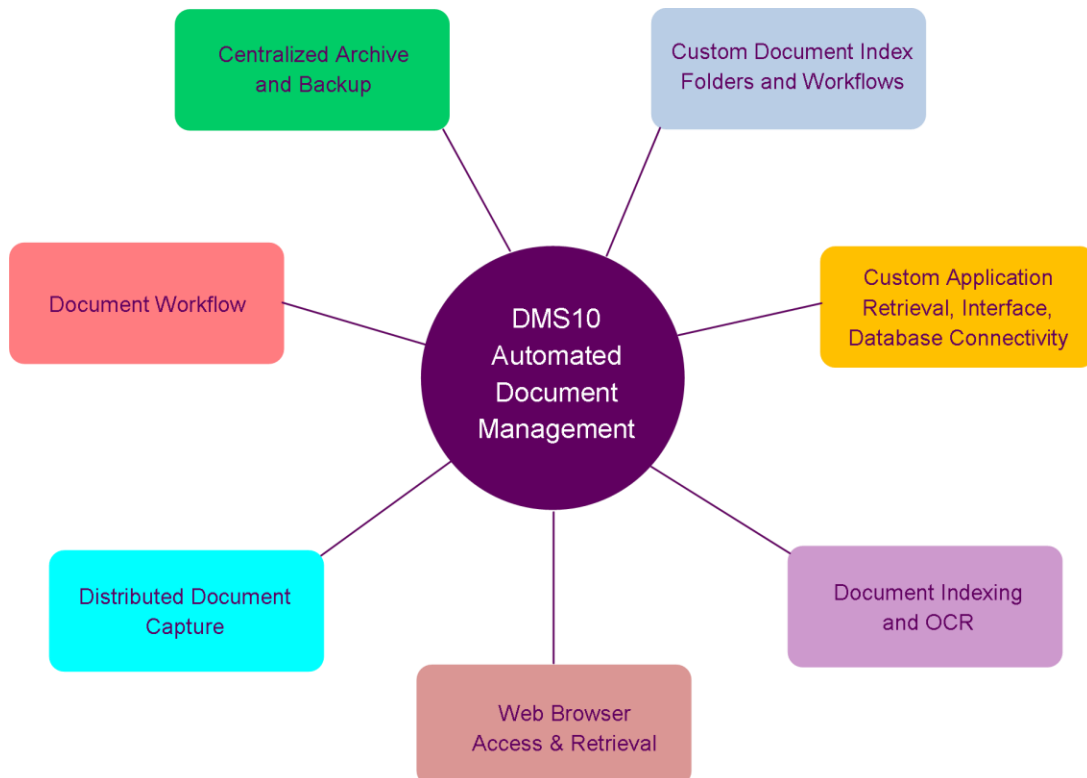 Centralized Archive
and Backup
Custom Document Index
Folders and Workflows
Document Workflow
DMS10
Automated
Document
Management
Custom Application
Retrieval, Interface,
Database Connectivity
Distributed Document
Capture
Document Indexing
and OCR
Web Browser
Access & Retrieval